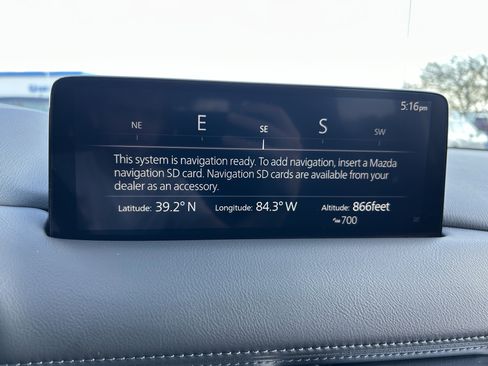 5:16pm
NE E SE S SW
This system is navigation ready. To add navigation, insert a Mazda
navigation SD card. Navigation SD cards are available from your
dealer as an accessory.
Latitude: 39.2° N Longitude: 84.3° W Altitude: 866feet
700